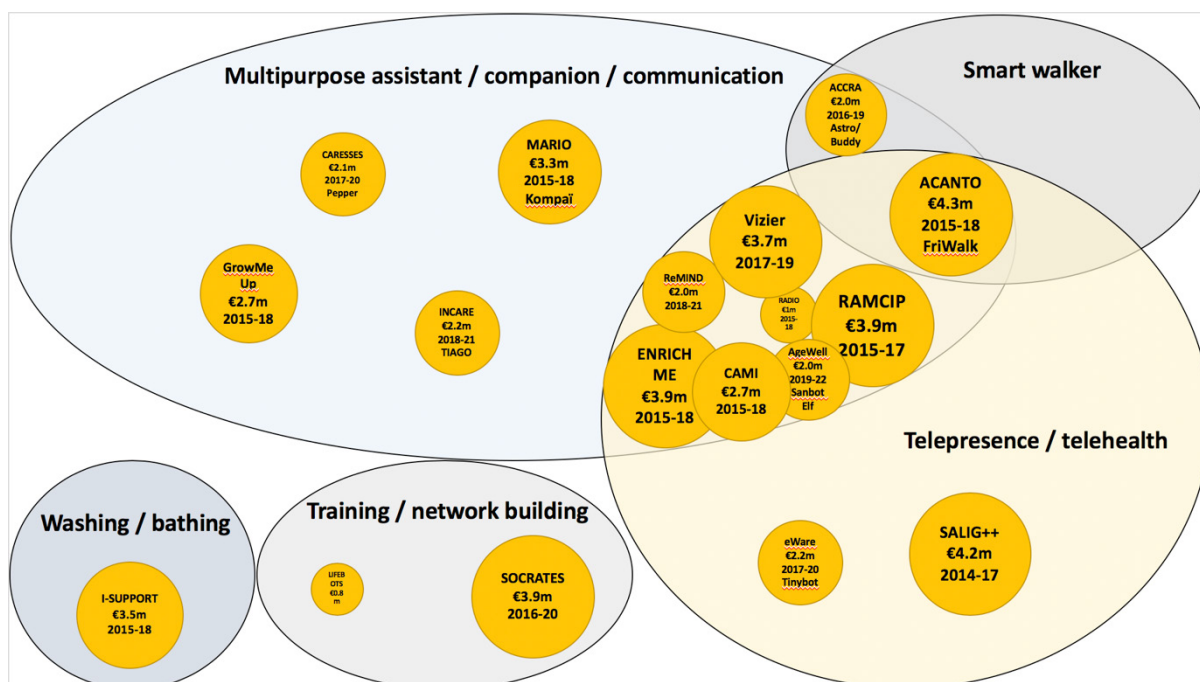 Multipurpose assistant / companion / communication
Smart walker
ACCRA
€2.0m
2016-19
Astro/
Buddy
CARESSES
€2.1m
2017-20
Pepper
MARIO
€3.3m
2015-18
Kompaï
ACANTO
€4.3m
2015-18
FriWalk
Vizier
€3.7m
2017-19
GrowMe
Up
€2.7m
2015-18
ReMIND
€2.0m
2018-21
RADIO
€1m
2015-
18
RAMCIP
€3.9m
2015-17
INCARE
€2.2m
2018-21
TIAGO
ENRICH
ME
€3.9m
2015-18
CAMI
€2.7m
2015-18
AgeWell
€2.0m
2019-22
Sanbot
Elf
Telepresence / telehealth
Washing / bathing
Training / network building
I-SUPPORT
€3.5m
2015-18
LIFEB
OTS
€0.8
m
SOCRATES
€3.9m
2016-20
eWare
€2.2m
2017-20
Tinybot
SALIG++
€4.2m
2014-17